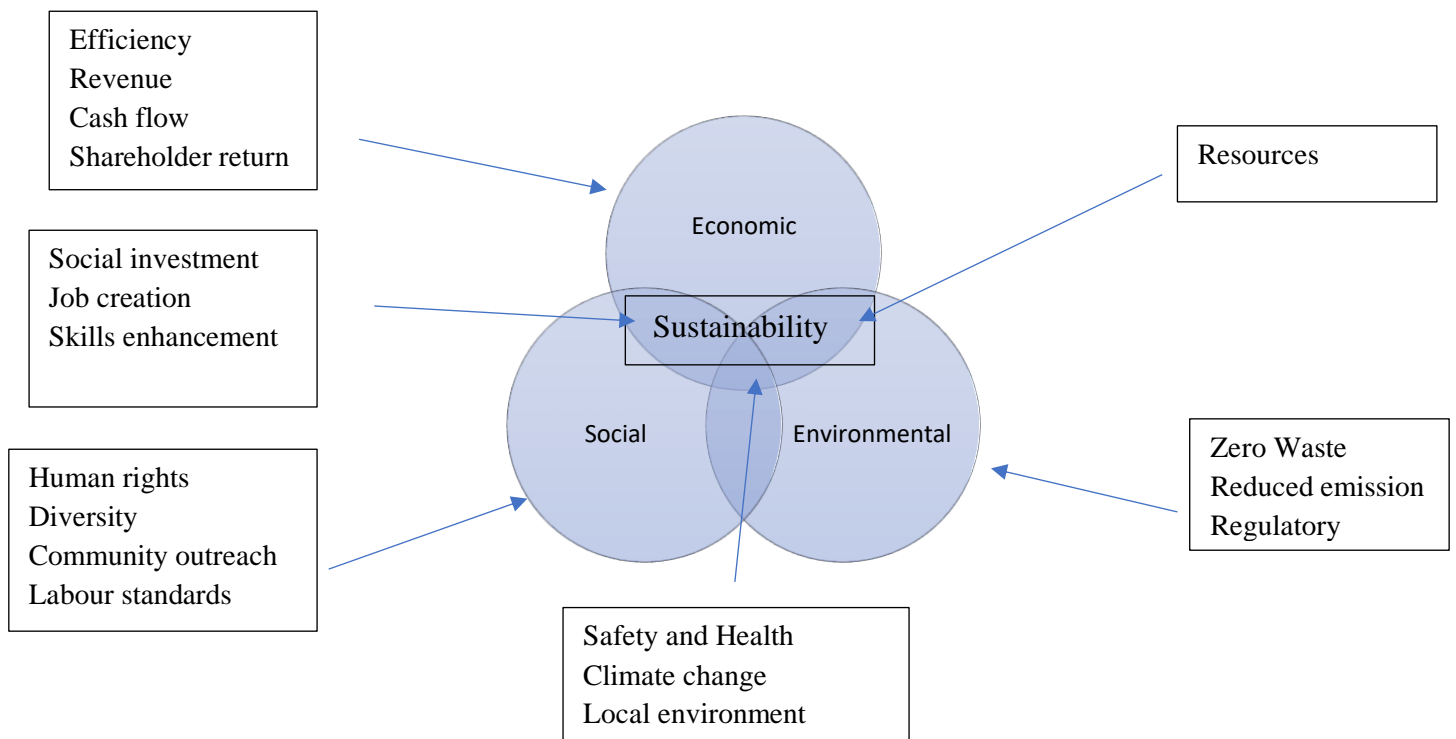 Efficiency
Revenue
Cash flow
Shareholder return
Resources
Economic
Social investment
Job creation
Skills enhancement
Sustainability
Social
Environmental
Human rights
Diversity
Community outreach
Labour standards
Zero Waste
Reduced emission
Regulatory
Safety and Health
Climate change
Local environment